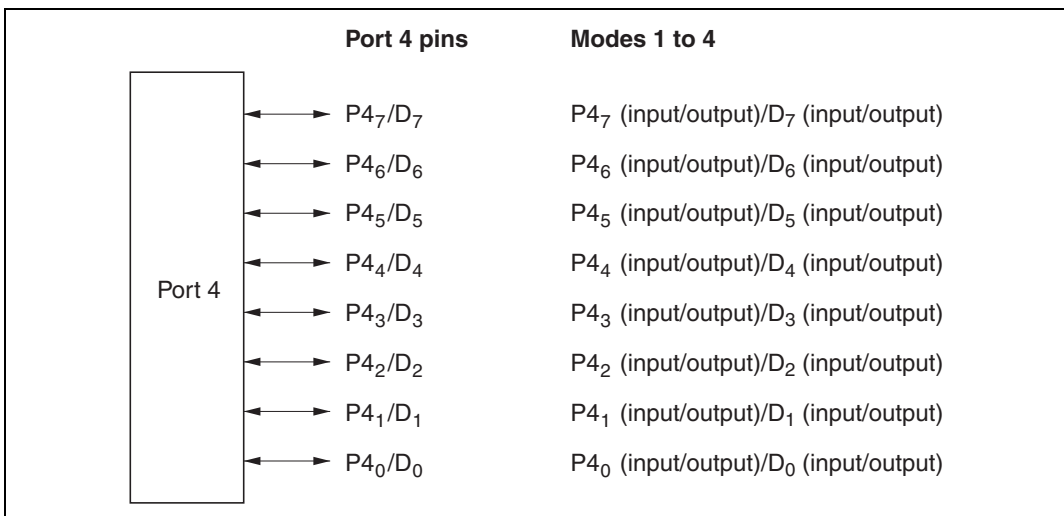 Port 4 pins Modes 1 to 4
P4₇/D₇ P4₇ (input/output)/D₇ (input/output)
P4₆/D₆ P4₆ (input/output)/D₆ (input/output)
P4₅/D₅ P4₅ (input/output)/D₅ (input/output)
P4₄/D₄ P4₄ (input/output)/D₄ (input/output)
Port 4
P4₃/D₃ P4₃ (input/output)/D₃ (input/output)
P4₂/D₂ P4₂ (input/output)/D₂ (input/output)
P4₁/D₁ P4₁ (input/output)/D₁ (input/output)
P4₀/D₀ P4₀ (input/output)/D₀ (input/output)